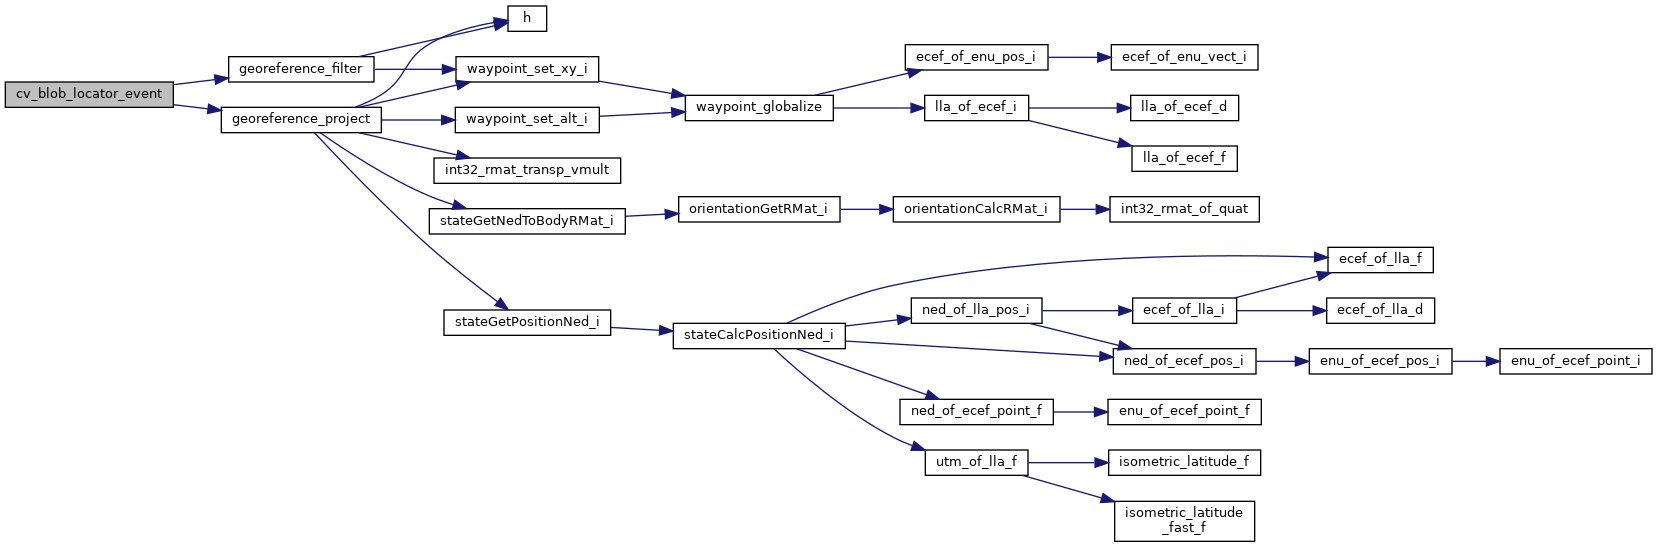 cv_blob_locator_event
georeference_filter
georeference_project
h
waypoint_set_xy_i
waypoint_set_alt_i
int32_rmat_transp_vmult
stateGetNedToBodyRMat_i
stateGetPositionNed_i
waypoint_globalize
orientationGetRMat_i
stateCalcPositionNed_i
ecef_of_enu_pos_i
lla_of_ecef_i
orientationCalcRMat_i
ned_of_lla_pos_i
ned_of_ecef_point_f
utm_of_lla_f
ecef_of_enu_vect_i
lla_of_ecef_d
lla_of_ecef_f
int32_rmat_of_quat
ecef_of_lla_i
ned_of_ecef_pos_i
enu_of_ecef_point_f
isometric_latitude_f
isometric_latitude
_fast_f
ecef_of_lla_f
ecef_of_lla_d
enu_of_ecef_pos_i
enu_of_ecef_point_i